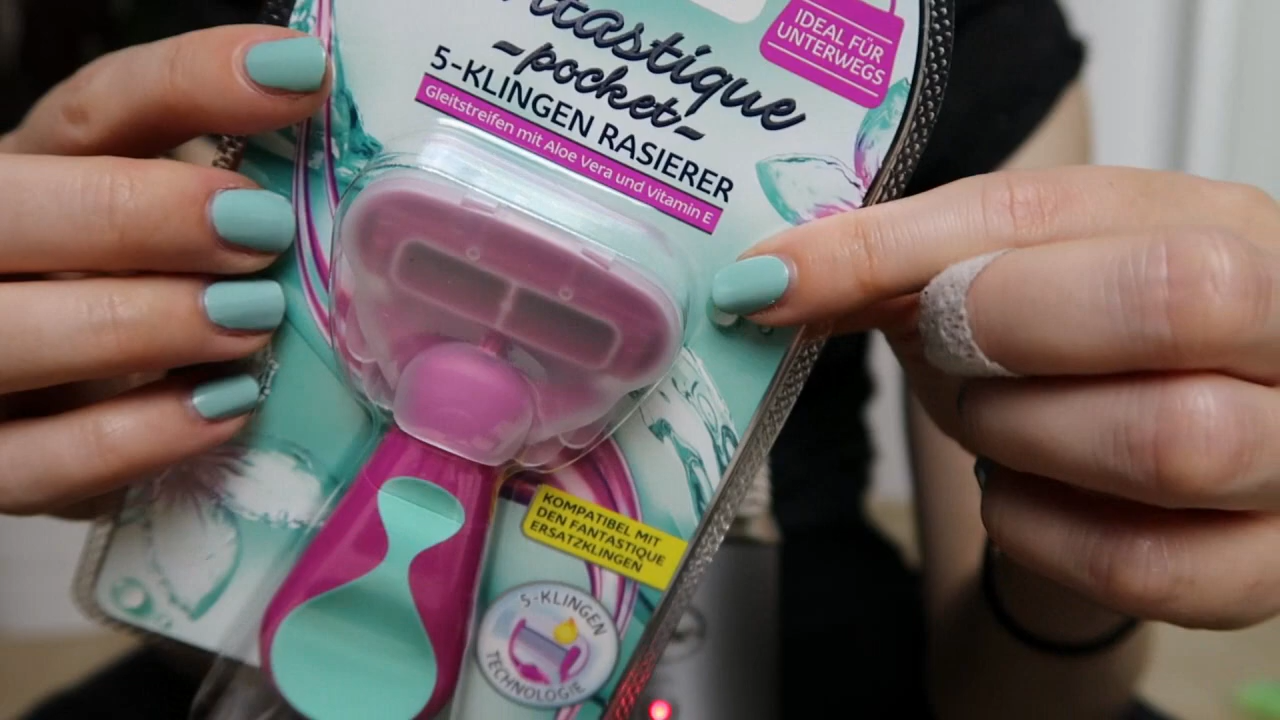 IDEAL FÜR
UNTERWEGS
-pocket-
5-KLINGEN RASIERER
Gleitstreifen mit Aloe Vera und Vitamin E
KOMPATIBEL MIT
DEN FANTASTIQUE
ERSATZKLINGEN
5-KLINGEN
TECHNOLOGIE